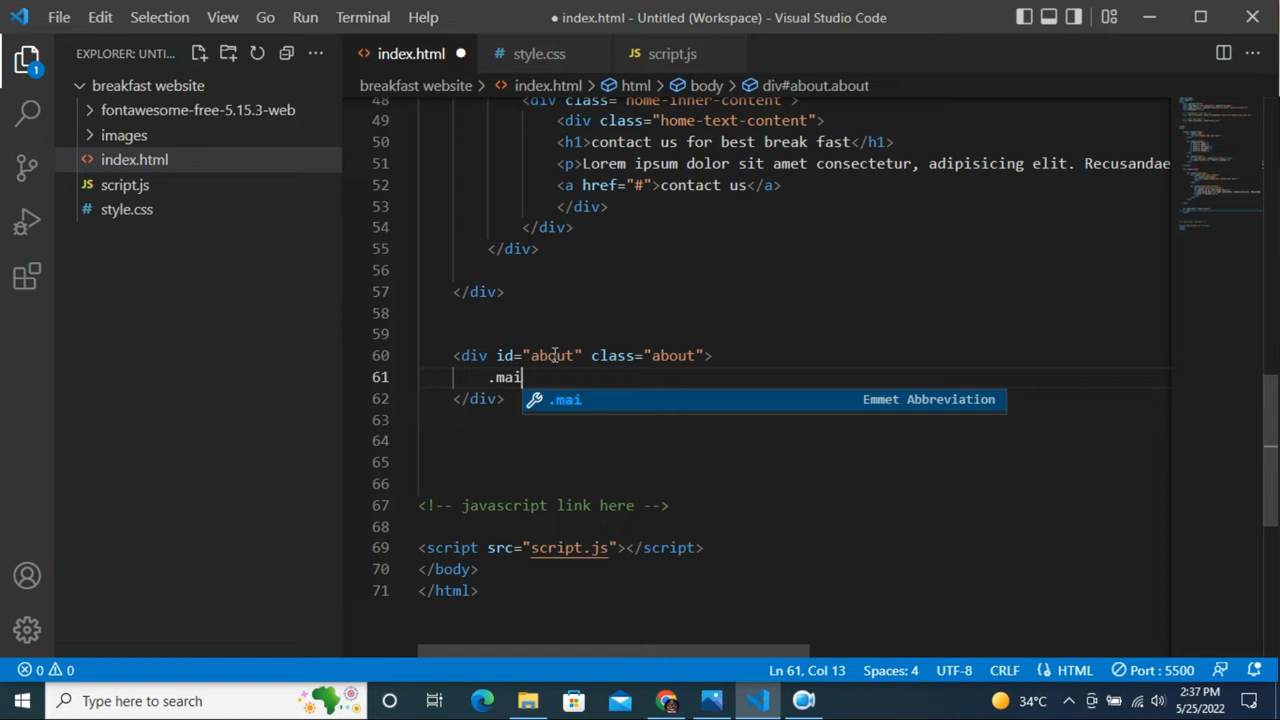 File Edit Selection View Go Run Terminal Help ● index.html - Untitled (Workspace) - Visual Studio Code
EXPLORER: UNTI... ...
index.html ● style.css JS script.js ...
breakfast website > index.html > html > body > div#about.about
breakfast website
fontawesome-free-5.15.3-web
images
index.html
JS script.js
style.css
1
48 <div class="home-inner-content">
49 <div class="home-text-content">
50 <h1>contact us for best break fast</h1>
51 <p>Lorem ipsum dolor sit amet consectetur, adipisicing elit. Recusandae
52 <a href="#">contact us</a>
53 </div>
54 </div>
55 </div>
56
57 </div>
58
59
60 <div id="about" class="about">
61 .mai
.mai Emmet Abbreviation
62 </div>
63
64
65
66
67 <!-- javascript link here -->
68
69 <script src="script.js"></script>
70 </body>
71 </html>
0 0 Ln 61, Col 13 Spaces: 4 UTF-8 CRLF HTML Port : 5500
Type here to search 34°C 2:37 PM
5/25/2022